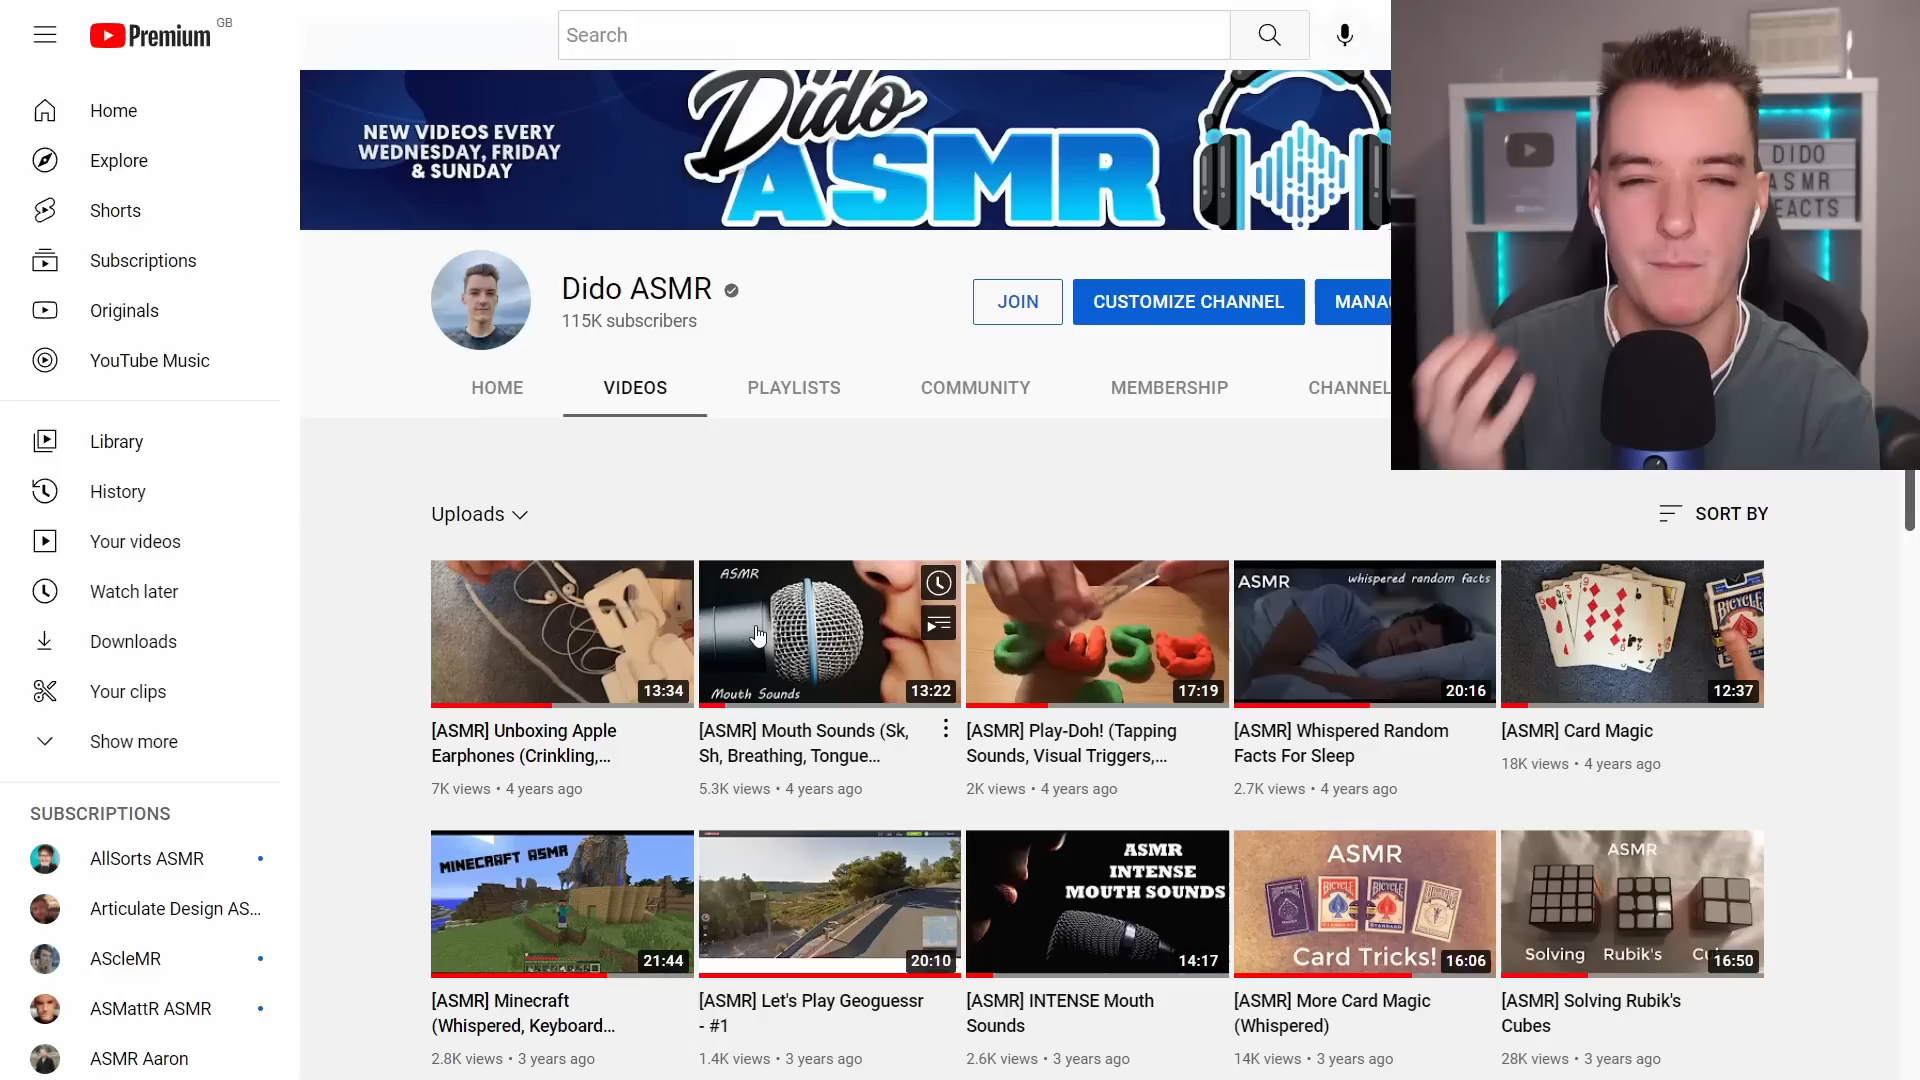 Premium
GB
Search
Home
Explore
Shorts
Subscriptions
Originals
YouTube Music
Library
History
Your videos
Watch later
Downloads
Your clips
Show more
SUBSCRIPTIONS
AllSorts ASMR
Articulate Design AS...
AScleMR
ASMattR ASMR
ASMR Aaron
NEW VIDEOS EVERY
WEDNESDAY, FRIDAY
& SUNDAY
Dido
ASMR
DIDO
ASMR
EACTS
Dido ASMR
115K subscribers
JOIN
CUSTOMIZE CHANNEL
MANAG
HOME
VIDEOS
PLAYLISTS
COMMUNITY
MEMBERSHIP
CHANNEL
Uploads
SORT BY
13:34
[ASMR] Unboxing Apple
Earphones (Crinkling,...
7K views • 4 years ago
ASMR
Mouth Sounds
13:22
[ASMR] Mouth Sounds (Sk,
Sh, Breathing, Tongue...
5.3K views • 4 years ago
17:19
[ASMR] Play-Doh! (Tapping
Sounds, Visual Triggers,...
2K views • 4 years ago
ASMR
whispered random facts
20:16
[ASMR] Whispered Random
Facts For Sleep
2.7K views • 4 years ago
BICYCLE
12:37
[ASMR] Card Magic
18K views • 4 years ago
MINECRAFT ASMR
21:44
[ASMR] Minecraft
(Whispered, Keyboard...
2.8K views • 3 years ago
20:10
[ASMR] Let's Play Geoguessr
- #1
1.4K views • 3 years ago
ASMR
INTENSE
MOUTH SOUNDS
14:17
[ASMR] INTENSE Mouth
Sounds
2.6K views • 3 years ago
ASMR
BICYCLE
BICYCLE
Card Tricks!
16:06
[ASMR] More Card Magic
(Whispered)
14K views • 3 years ago
ASMR
Solving Rubik's Cu
16:50
[ASMR] Solving Rubik's
Cubes
28K views • 3 years ago